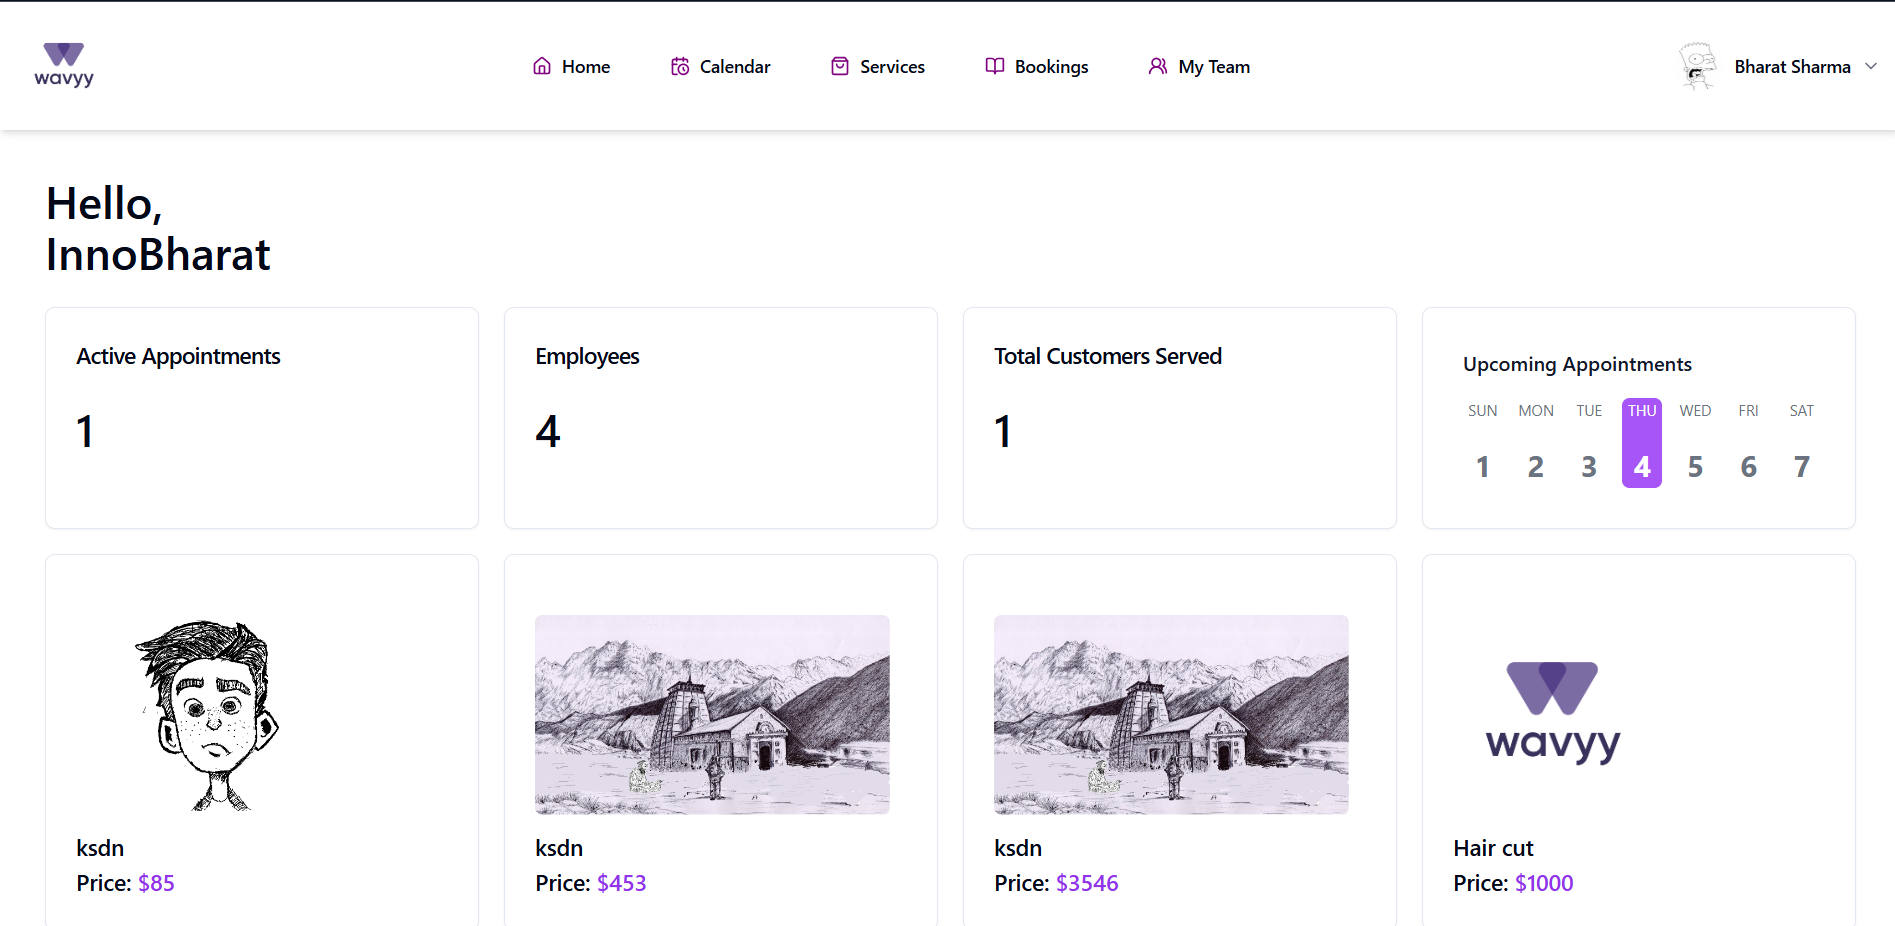 wavyy
Home
Calendar
Services
Bookings
My Team
Bharat Sharma
Hello,
InnoBharat
Active Appointments
1
Employees
4
Total Customers Served
1
Upcoming Appointments
SUN MON TUE THU WED FRI SAT
1 2 3 4 5 6 7
ksdn
Price: $85
ksdn
Price: $453
ksdn
Price: $3546
wavyy
Hair cut
Price: $1000